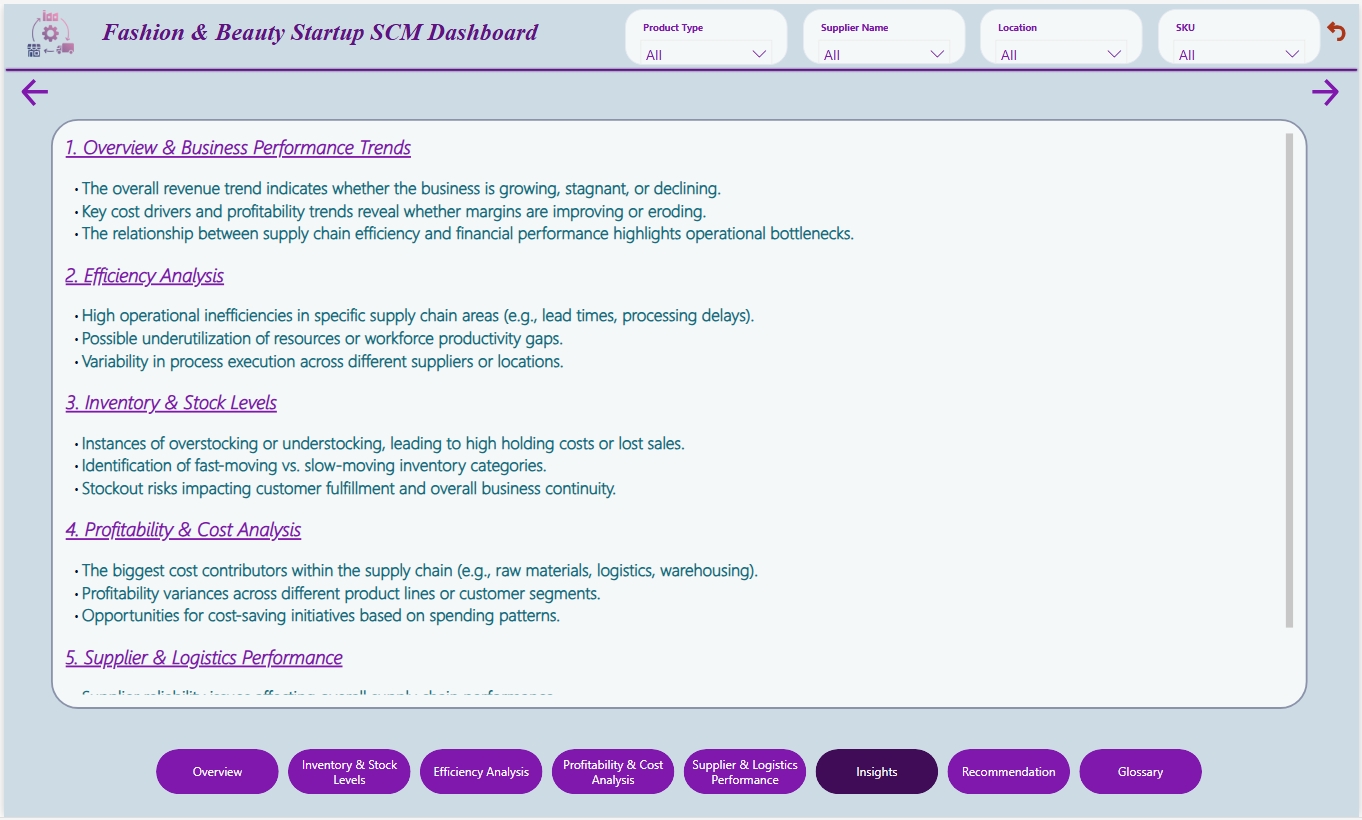 Fashion & Beauty Startup SCM Dashboard
Product Type
All
Supplier Name
All
Location
All
SKU
All
1. Overview & Business Performance Trends
• The overall revenue trend indicates whether the business is growing, stagnant, or declining.
• Key cost drivers and profitability trends reveal whether margins are improving or eroding.
• The relationship between supply chain efficiency and financial performance highlights operational bottlenecks.
2. Efficiency Analysis
• High operational inefficiencies in specific supply chain areas (e.g., lead times, processing delays).
• Possible underutilization of resources or workforce productivity gaps.
• Variability in process execution across different suppliers or locations.
3. Inventory & Stock Levels
• Instances of overstocking or understocking, leading to high holding costs or lost sales.
• Identification of fast-moving vs. slow-moving inventory categories.
• Stockout risks impacting customer fulfillment and overall business continuity.
4. Profitability & Cost Analysis
• The biggest cost contributors within the supply chain (e.g., raw materials, logistics, warehousing).
• Profitability variances across different product lines or customer segments.
• Opportunities for cost-saving initiatives based on spending patterns.
5. Supplier & Logistics Performance
Supplier reliability issues affecting overall supply chain performance.
Overview
Inventory & Stock
Levels
Efficiency Analysis
Profitability & Cost
Analysis
Supplier & Logistics
Performance
Insights
Recommendation
Glossary